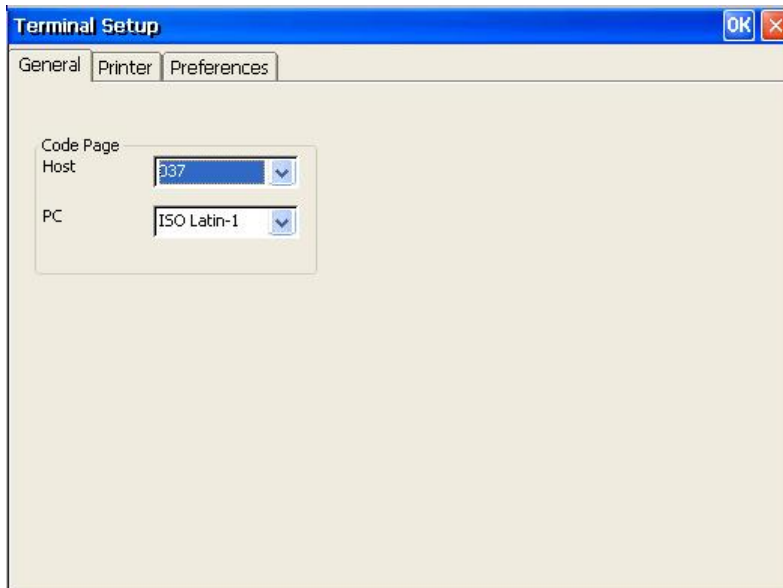 Terminal Setup OK
General Printer Preferences
Code Page
Host 037
PC ISO Latin-1